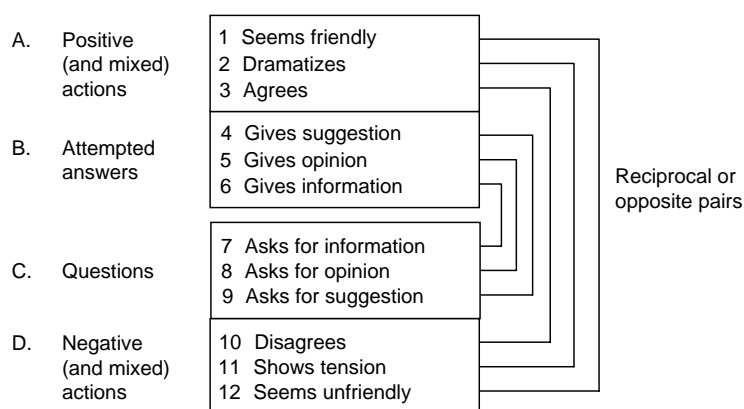 A. Positive
(and mixed)
actions
1 Seems friendly
2 Dramatizes
3 Agrees
B. Attempted
answers
4 Gives suggestion
5 Gives opinion
6 Gives information
Reciprocal or
opposite pairs
C. Questions
7 Asks for information
8 Asks for opinion
9 Asks for suggestion
D. Negative
(and mixed)
actions
10 Disagrees
11 Shows tension
12 Seems unfriendly